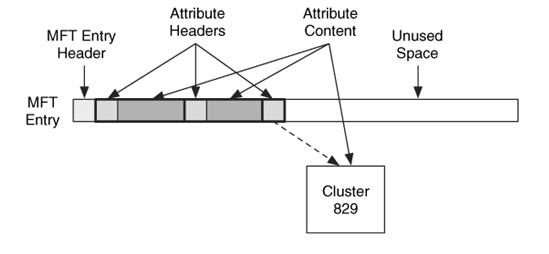 Attribute
Headers
Attribute
Content
MFT Entry
Header
Unused
Space
MFT
Entry
Cluster
829